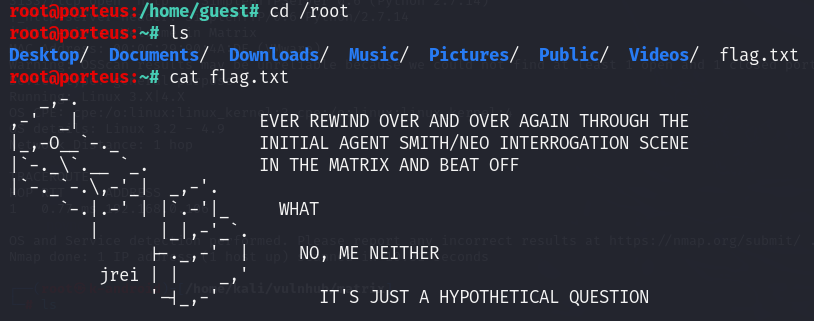 root@porteus:/home/guest# cd /root
root@porteus:~# ls
Desktop/ Documents/ Downloads/ Music/ Pictures/ Public/ Videos/ flag.txt
root@porteus:~# cat flag.txt
EVER REWIND OVER AND OVER AGAIN THROUGH THE
INITIAL AGENT SMITH/NEO INTERROGATION SCENE
IN THE MATRIX AND BEAT OFF
WHAT
NO, ME NEITHER
jrei
IT'S JUST A HYPOTHETICAL QUESTION